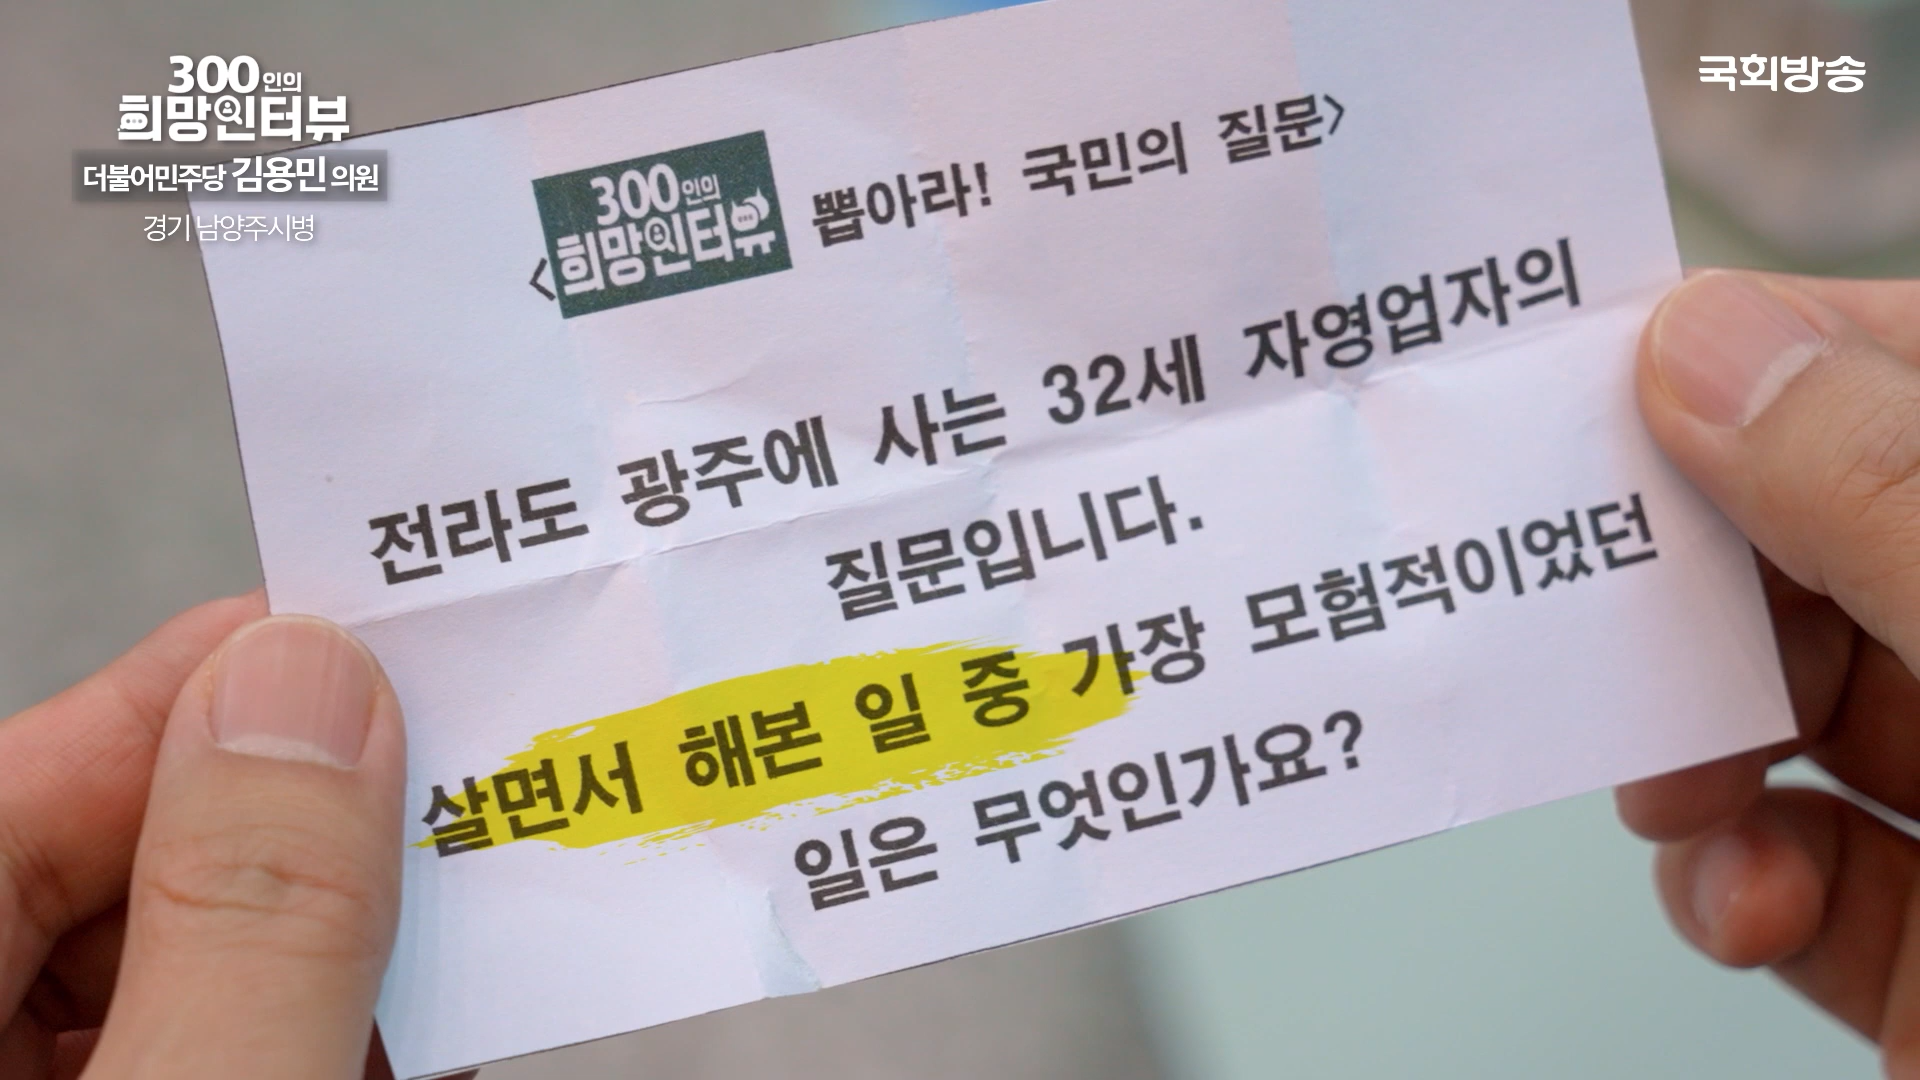 300인의
희망인터뷰
더불어민주당 김용민 의원
경기 남양주시병
국회방송
<300인의 희망인터뷰 뽑아라! 국민의 질문>
전라도 광주에 사는 32세 자영업자의
질문입니다.
살면서 해본 일 중 가장 모험적이었던
일은 무엇인가요?